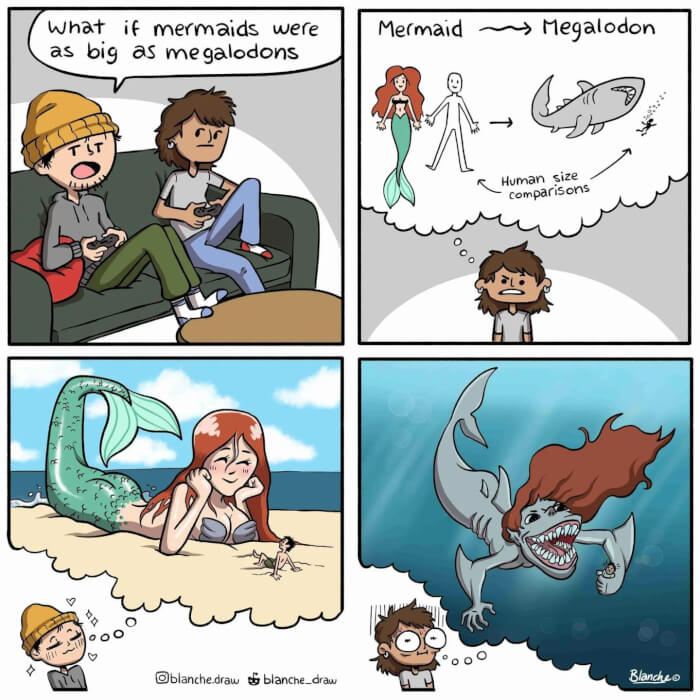 What if mermaids were
as big as megalodons
Mermaid → Megalodon
Human size
comparisons
blanche.draw blanche_draw
Blanche ©